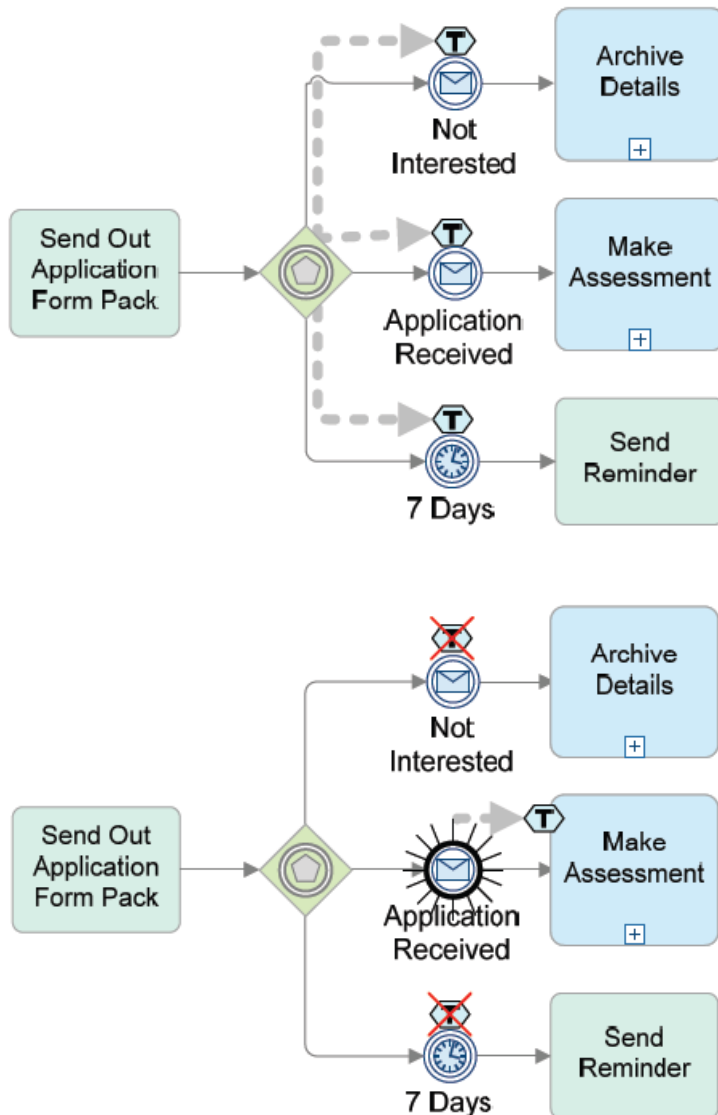 T
Archive
Details
Not
Interested
Send Out
Application
Form Pack
T
Make
Assessment
Application
Received
T
Send
Reminder
7 Days
T
Archive
Details
Not
Interested
Send Out
Application
Form Pack
T
Make
Assessment
Application
Received
T
Send
Reminder
7 Days